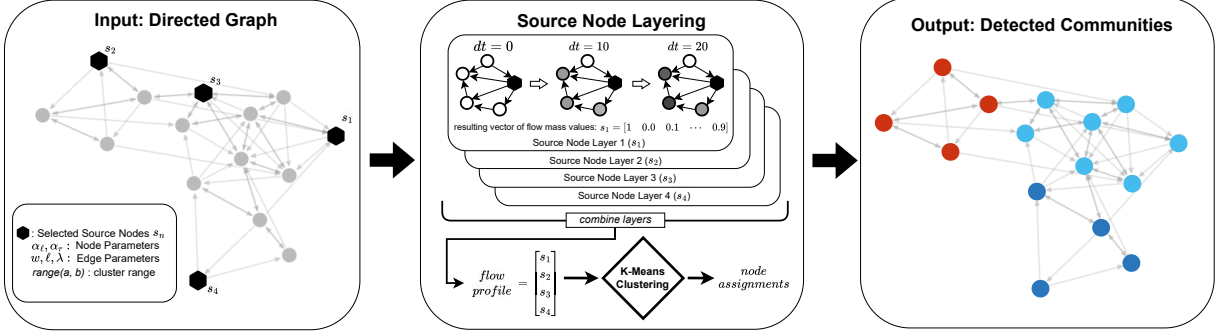 Input: Directed Graph
s₂
s₃
s₁
s₄
: Selected Source Nodes sₙ
αℓ, αᵣ : Node Parameters
w, ℓ, λ : Edge Parameters
range(a, b) : cluster range
Source Node Layering
dt = 0
dt = 10
dt = 20
resulting vector of flow mass values: s₁ = [1 0.0 0.1 ⋯ 0.9]
Source Node Layer 1 (s₁)
Source Node Layer 2 (s₂)
Source Node Layer 3 (s₃)
Source Node Layer 4 (s₄)
combine layers
flow
profile
=
s₁
s₂
s₃
s₄
K-Means
Clustering
node
assignments
Output: Detected Communities